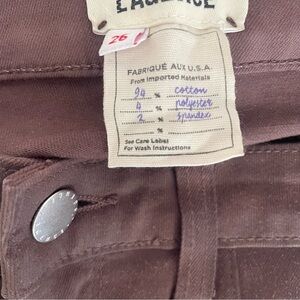 L'AGENCE
26
FABRIQUÉ AUX U.S.A.
From Imported Materials
94 % cotton
4 % polyester
2 % spandex
%
See Care Label
For Wash Instructions